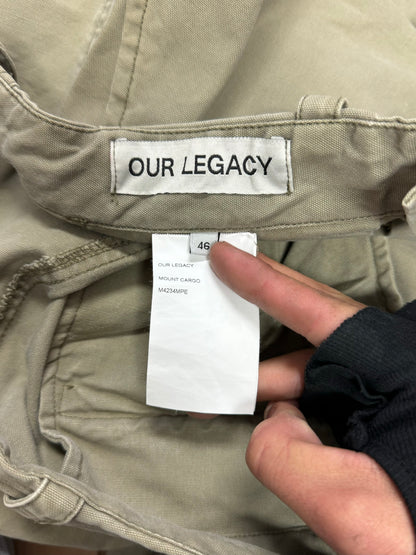 OUR LEGACY
46
OUR LEGACY
MOUNT CARGO
M4234MPE